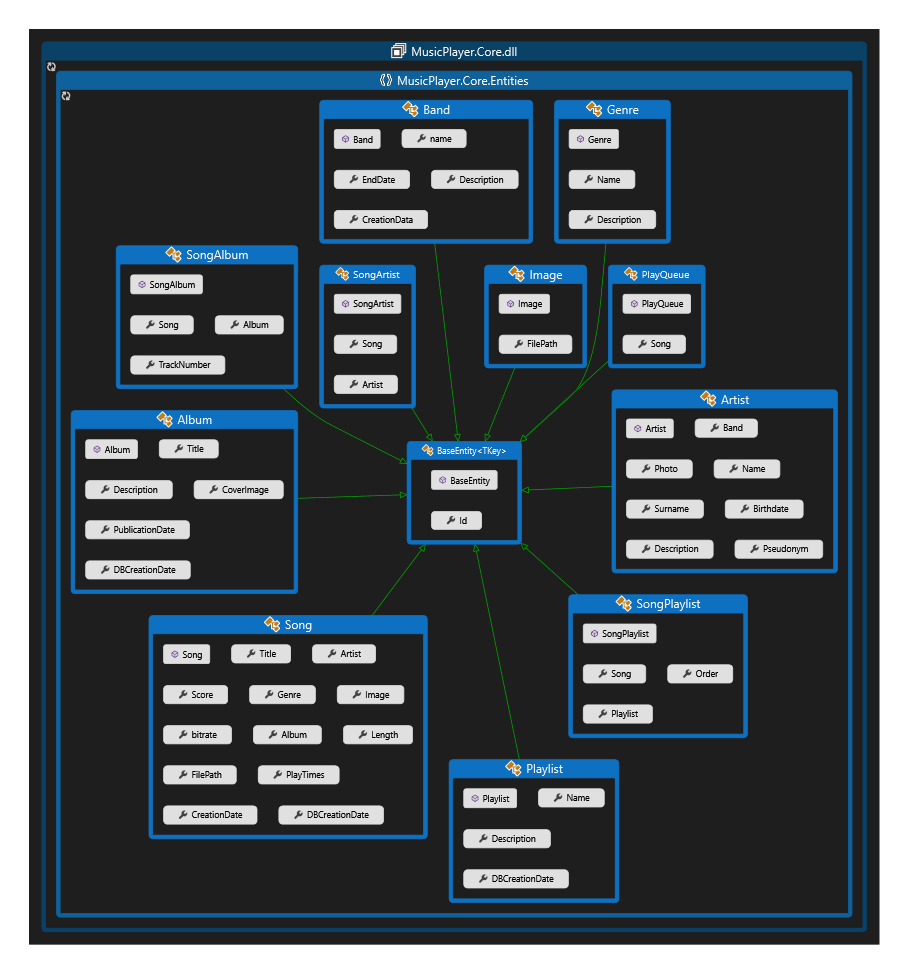 MusicPlayer.Core.dll
MusicPlayer.Core.Entities
Band
Band name
EndDate Description
CreationData
Genre
Genre
Name
Description
SongAlbum
SongAlbum
Song Album
TrackNumber
SongArtist
SongArtist
Song
Artist
Image
Image
FilePath
PlayQueue
PlayQueue
Song
Album
Album Title
Description CoverImage
PublicationDate
DBCreationDate
BaseEntity<TKey>
BaseEntity
Id
Artist
Artist Band
Photo Name
Surname Birthdate
Description Pseudonym
Song
Song Title Artist
Score Genre Image
bitrate Album Length
FilePath PlayTimes
CreationDate DBCreationDate
SongPlaylist
SongPlaylist
Song Order
Playlist
Playlist
Playlist Name
Description
DBCreationDate